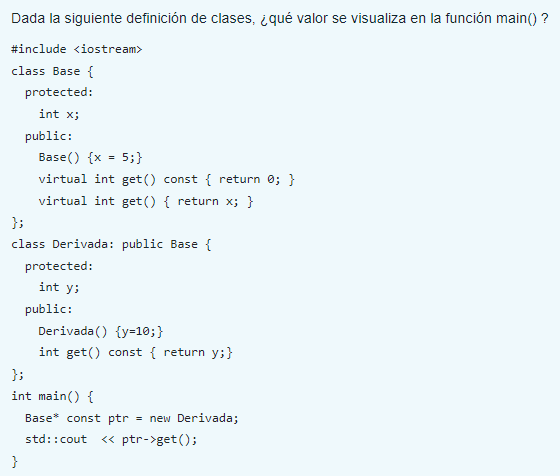 Dada la siguiente definición de clases, ¿qué valor se visualiza en la función main() ?
#include <iostream>
class Base {
  protected:
    int x;
  public:
    Base() {x = 5;}
    virtual int get() const { return 0; }
    virtual int get() { return x; }
};
class Derivada: public Base {
  protected:
    int y;
  public:
    Derivada() {y=10;}
    int get() const { return y;}
};
int main() {
  Base* const ptr = new Derivada;
  std::cout  << ptr->get();
}